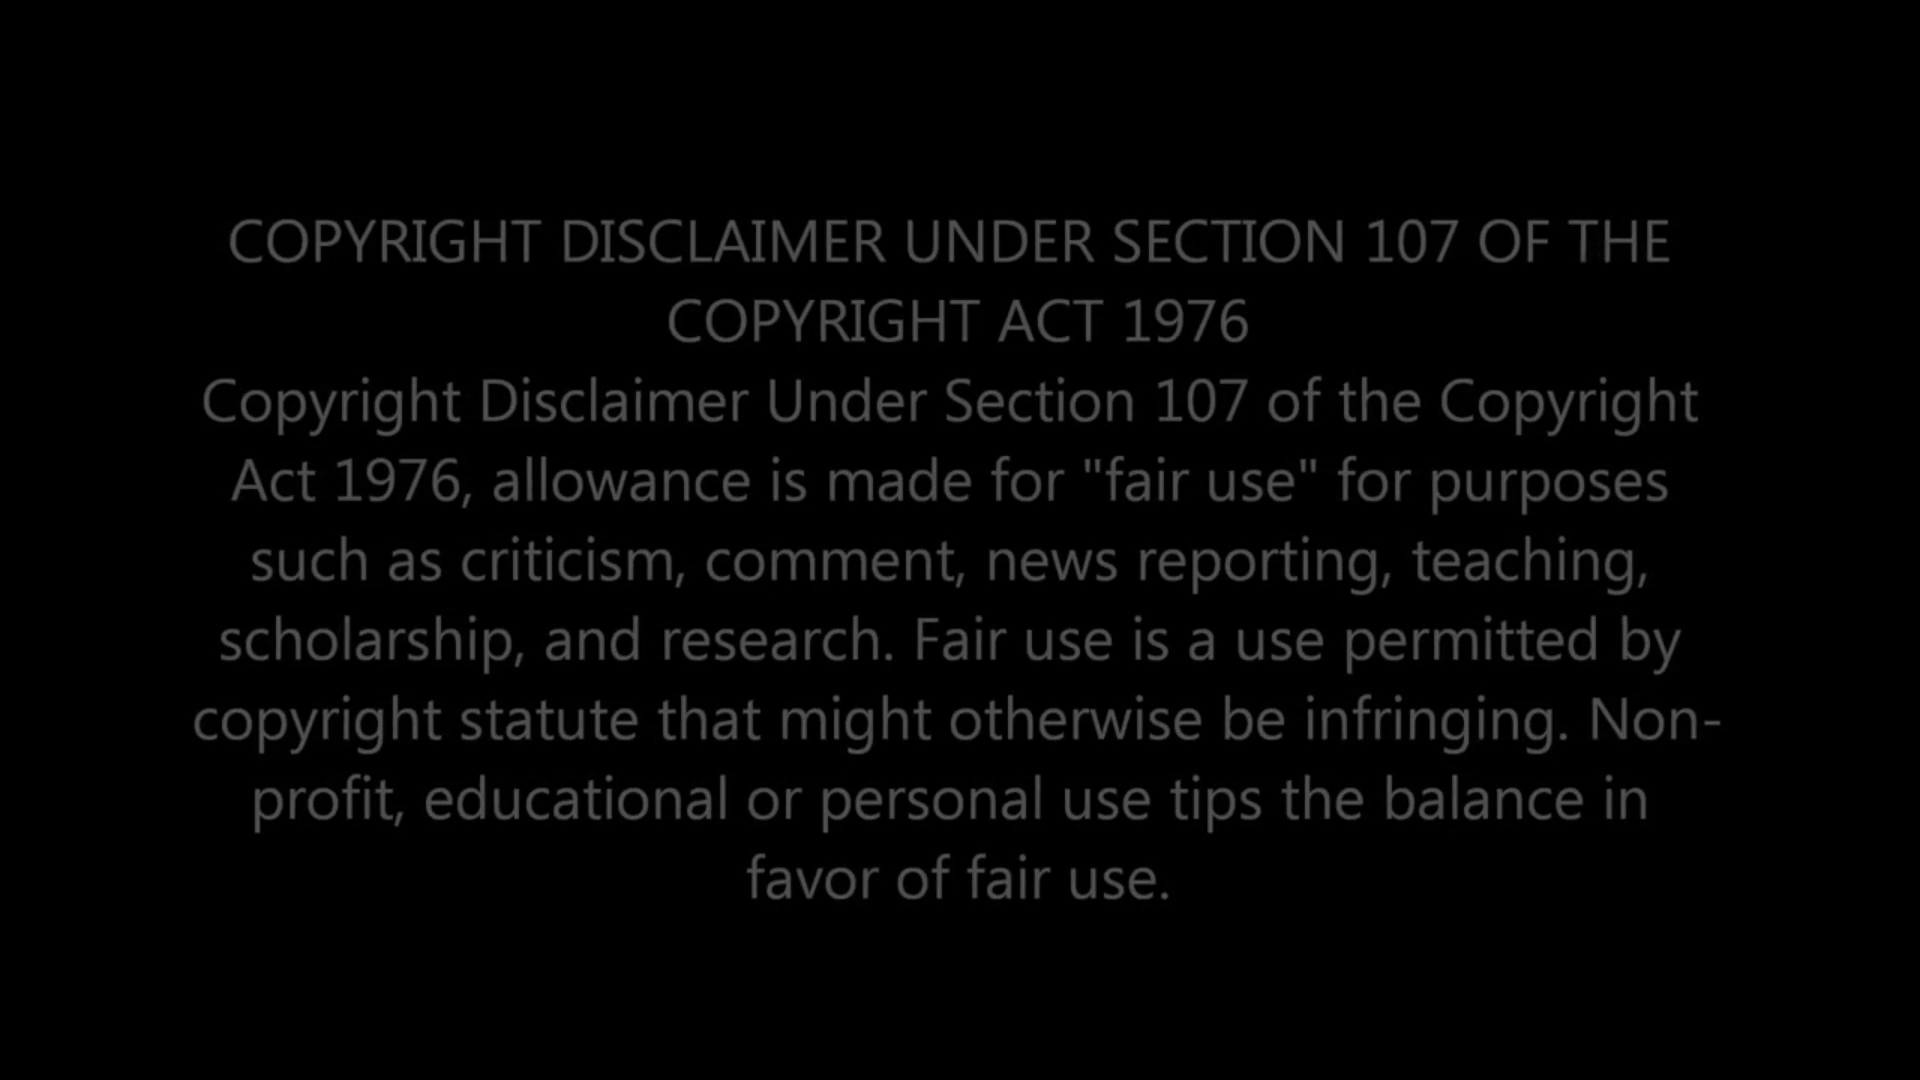 COPYRIGHT DISCLAIMER UNDER SECTION 107 OF THE
COPYRIGHT ACT 1976
Copyright Disclaimer Under Section 107 of the Copyright
Act 1976, allowance is made for "fair use" for purposes
such as criticism, comment, news reporting, teaching,
scholarship, and research. Fair use is a use permitted by
copyright statute that might otherwise be infringing. Non-
profit, educational or personal use tips the balance in
favor of fair use.